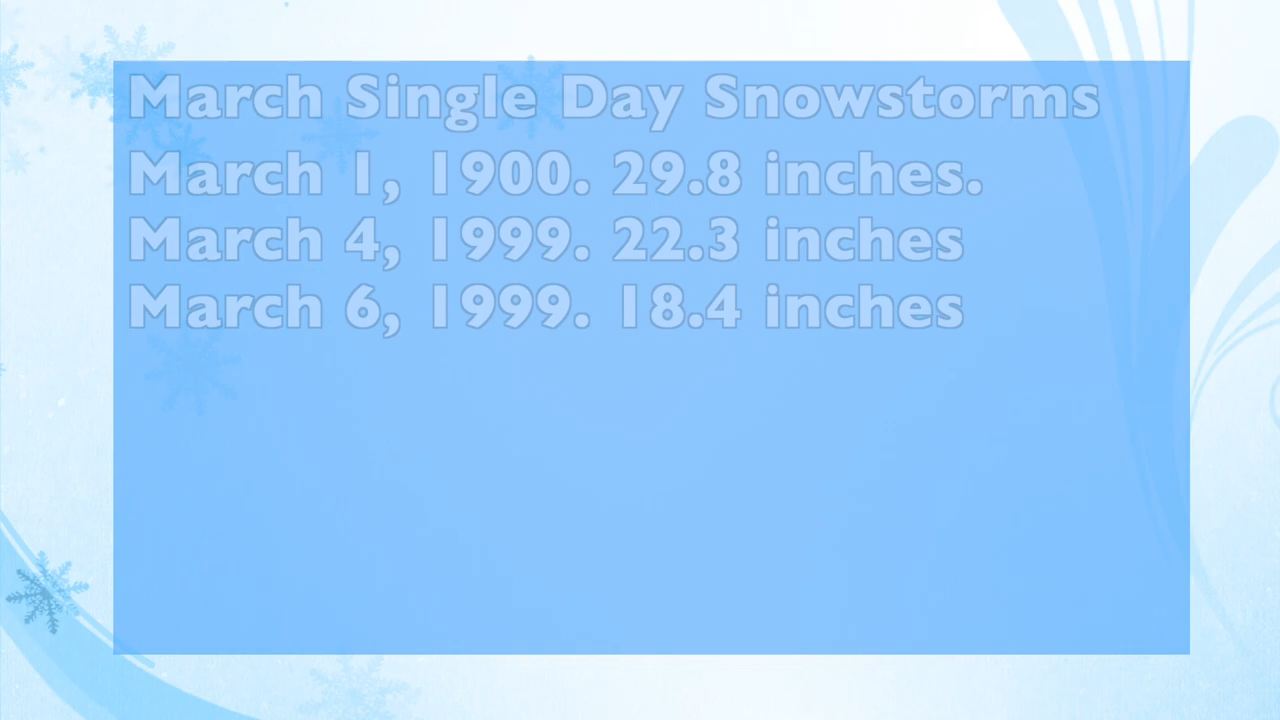 March Single Day Snowstorms
March 1, 1900. 29.8 inches.
March 4, 1999. 22.3 inches
March 6, 1999. 18.4 inches